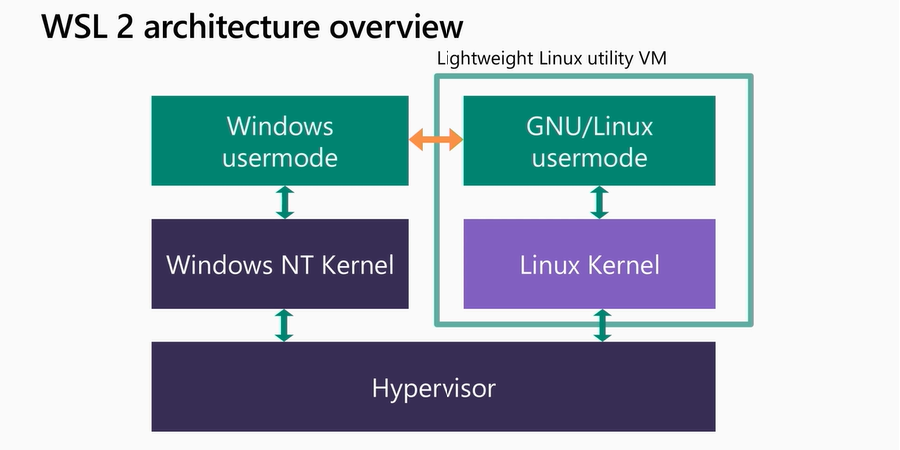 WSL 2 architecture overview
Lightweight Linux utility VM
Windows
usermode
GNU/Linux
usermode
Windows NT Kernel
Linux Kernel
Hypervisor